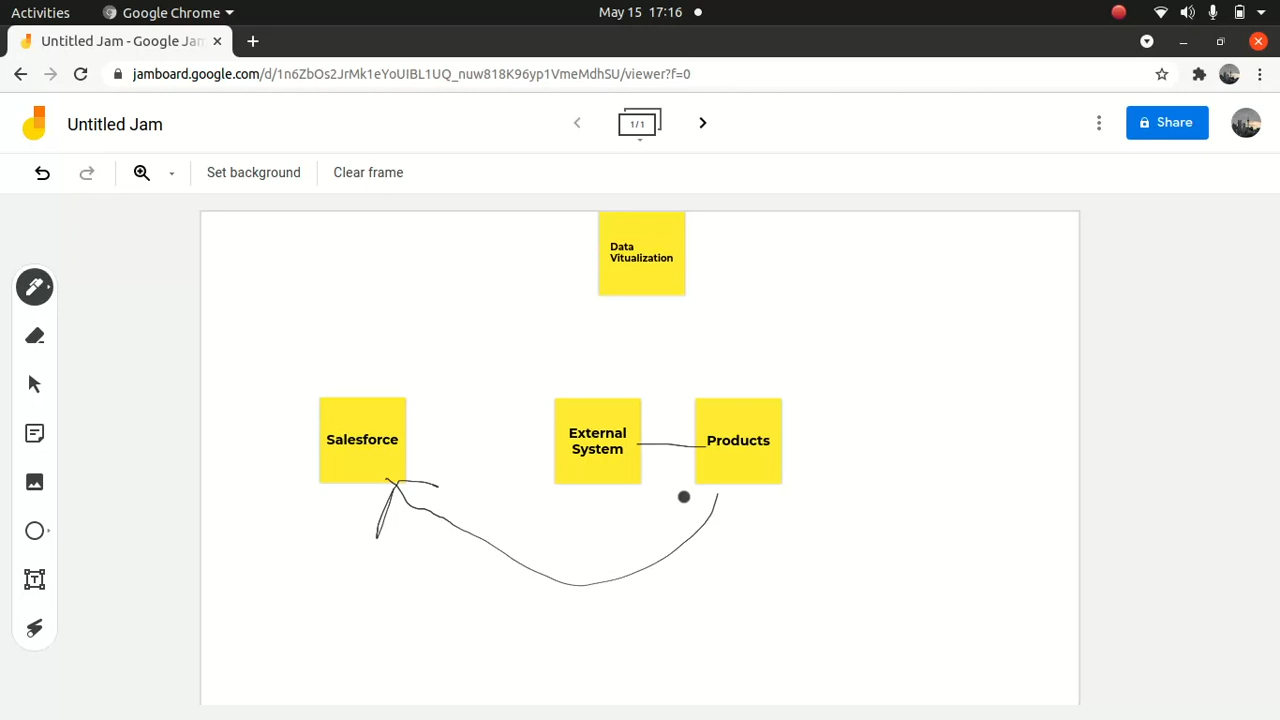 Activities
Google Chrome
May 15 17:16
Untitled Jam - Google Jam
jamboard.google.com/d/1n6ZbOs2JrMk1eYoUIBL1UQ_nuw818K96yp1VmeMdhSU/viewer?f=0
Untitled Jam
1/1
Share
Set background
Clear frame
Data
Vitualization
Salesforce
External
System
Products